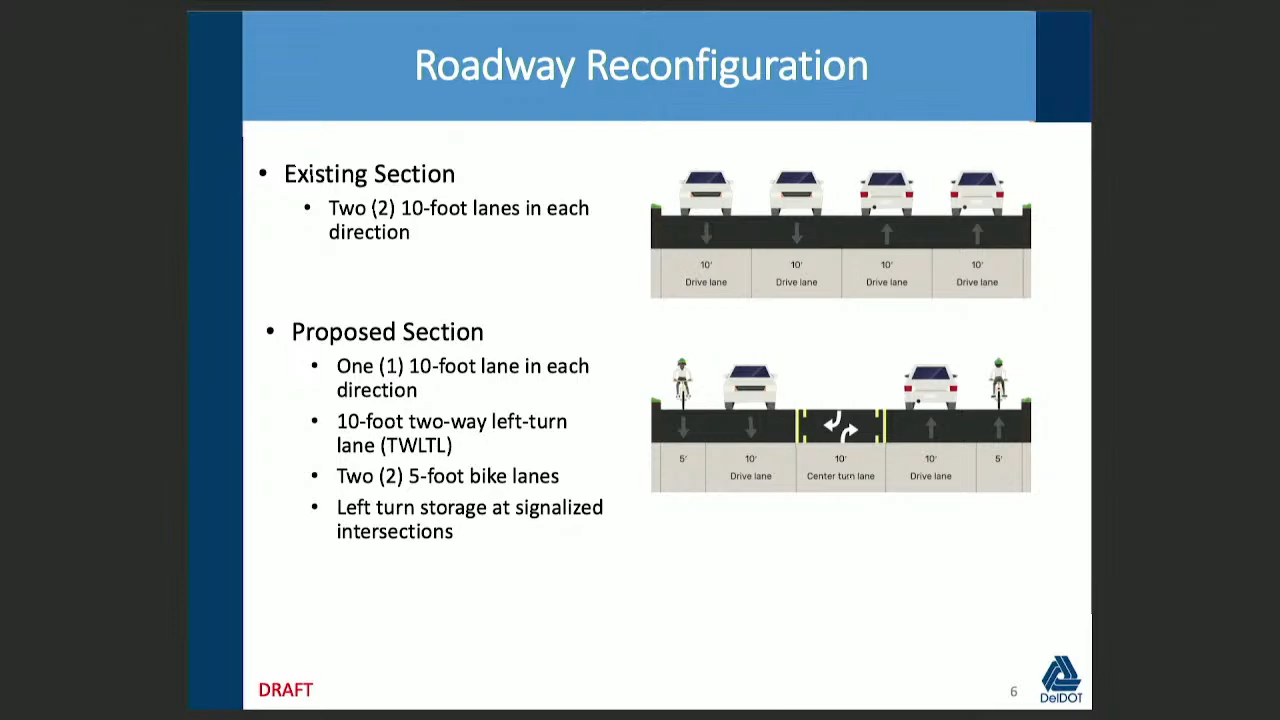 Roadway Reconfiguration
• Existing Section
• Two (2) 10-foot lanes in each
direction
10' 10' 10' 10'
Drive lane Drive lane Drive lane Drive lane
• Proposed Section
• One (1) 10-foot lane in each
direction
• 10-foot two-way left-turn
lane (TWLTL)
• Two (2) 5-foot bike lanes
• Left turn storage at signalized
intersections
5' 10' 10' 10' 5'
Drive lane Center turn lane Drive lane
DRAFT
6
DelDOT